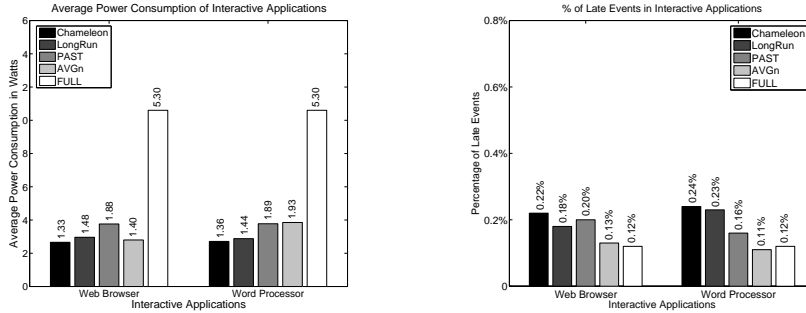 Average Power Consumption of Interactive Applications
Average Power Consumption in Watts
6
4
2
0
8
6
4
2
0
Chameleon
LongRun
PAST
AVGn
FULL
1.33
1.48
1.88
1.40
5.30
1.36
1.44
1.89
1.93
5.30
Web Browser
Word Processor
Interactive Applications
% of Late Events in Interactive Applications
Percentage of Late Events
0.8%
0.6%
0.4%
0.2%
0
Chameleon
LongRun
PAST
AVGn
FULL
0.22%
0.18%
0.20%
0.13%
0.12%
0.24%
0.23%
0.16%
0.11%
0.12%
Web Browser
Word Processor
Interactive Applications